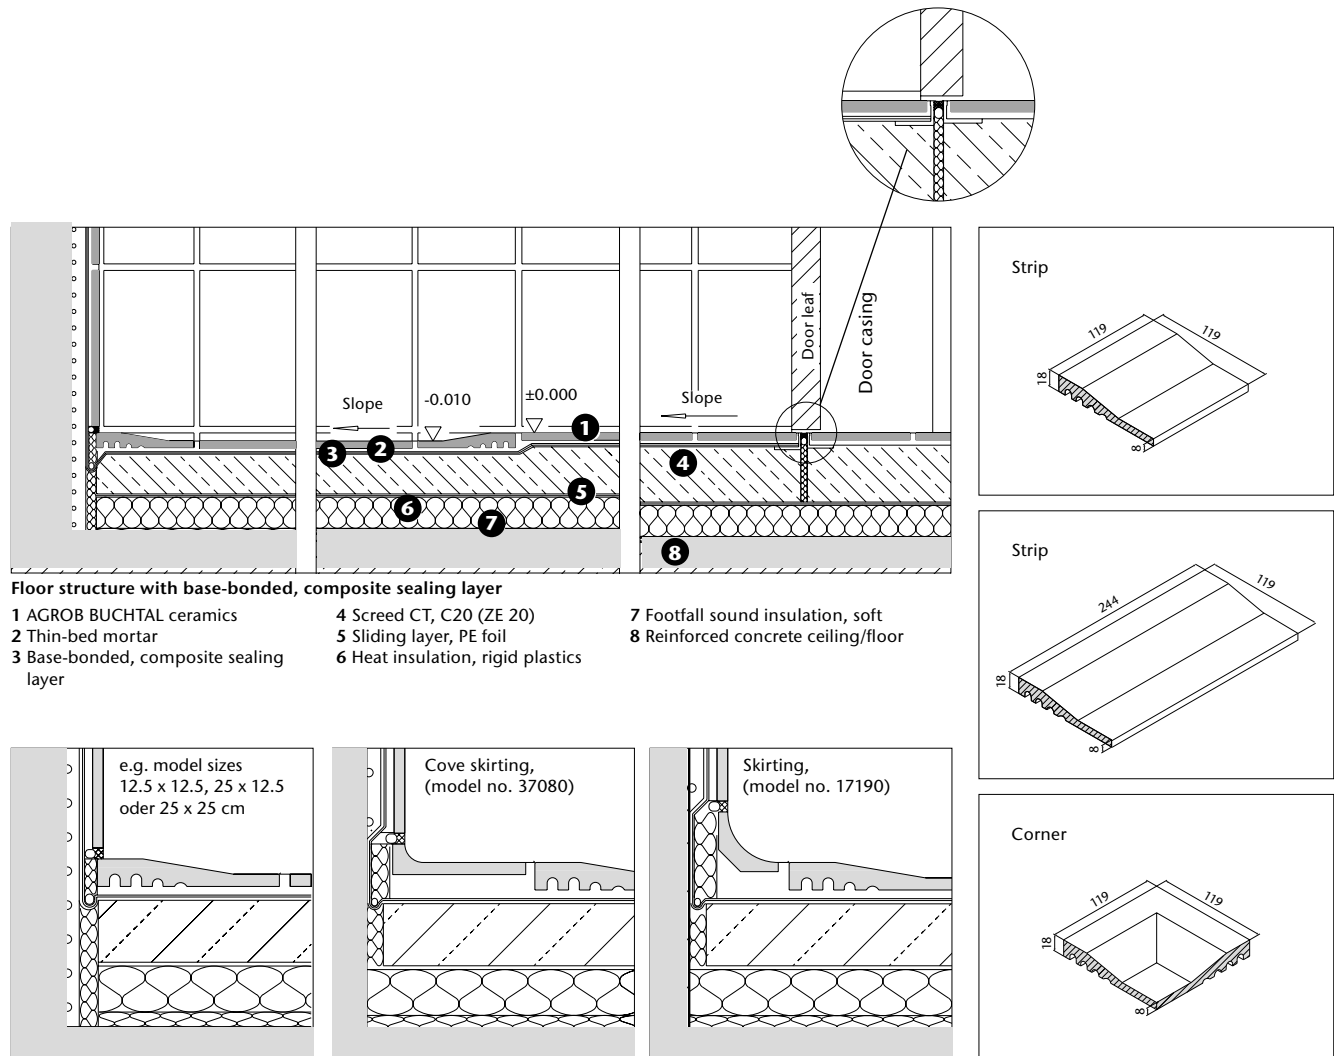 Slope
-0.010
±0.000
Slope
Door leaf
Door casing
1
2
3
4
5
6
7
8
Floor structure with base-bonded, composite sealing layer
1 AGROB BUCHTAL ceramics
2 Thin-bed mortar
3 Base-bonded, composite sealing
layer
4 Screed CT, C20 (ZE 20)
5 Sliding layer, PE foil
6 Heat insulation, rigid plastics
7 Footfall sound insulation, soft
8 Reinforced concrete ceiling/floor
Strip
119
119
18
8
Strip
244
119
18
8
e.g. model sizes
12.5 x 12.5, 25 x 12.5
oder 25 x 25 cm
Cove skirting,
(model no. 37080)
Skirting,
(model no. 17190)
Corner
119
119
18
8